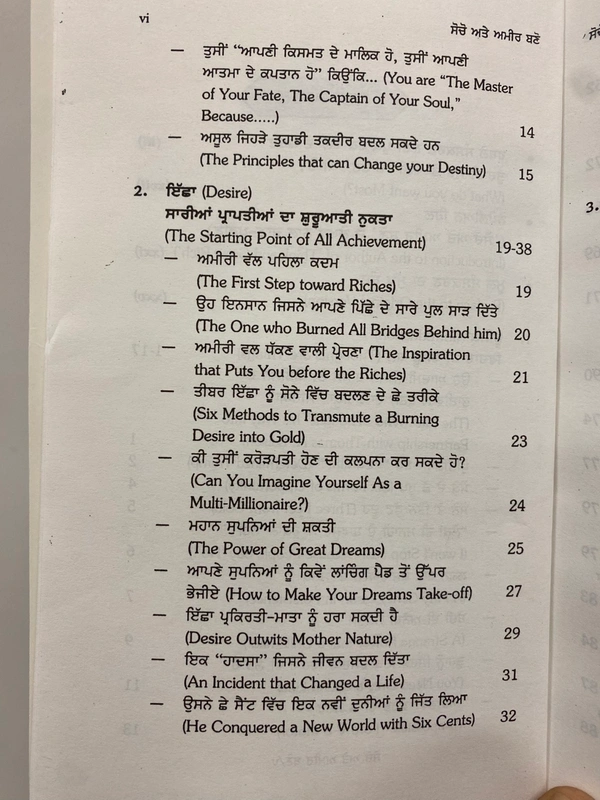 vi
ਸੋਚੋ ਅਤੇ ਅਮੀਰ ਬਣੋ
— ਤੁਸੀਂ “ਆਪਣੀ ਕਿਸਮਤ ਦੇ ਮਾਲਿਕ ਹੋ, ਤੁਸੀਂ ਆਪਣੀ
ਆਤਮਾ ਦੇ ਕਪਤਾਨ ਹੋ” ਕਿਉਂਕਿ... (You are “The Master
of Your Fate, The Captain of Your Soul,”
Because.....) 14
— ਅਸੂਲ ਜਿਹੜੇ ਤੁਹਾਡੀ ਤਕਦੀਰ ਬਦਲ ਸਕਦੇ ਹਨ
(The Principles that can Change your Destiny) 15
2. ਇੱਛਾ (Desire)
ਸਾਰੀਆਂ ਪ੍ਰਾਪਤੀਆਂ ਦਾ ਸ਼ੁਰੂਆਤੀ ਨੁਕਤਾ
(The Starting Point of All Achievement) 19-38
— ਅਮੀਰੀ ਵੱਲ ਪਹਿਲਾ ਕਦਮ
(The First Step toward Riches) 19
— ਉਹ ਇਨਸਾਨ ਜਿਸਨੇ ਆਪਣੇ ਪਿੱਛੇ ਦੇ ਸਾਰੇ ਪੁਲ ਸਾੜ ਦਿੱਤੇ
(The One who Burned All Bridges Behind him) 20
— ਅਮੀਰੀ ਵਲ ਧੱਕਣ ਵਾਲੀ ਪ੍ਰੇਰਣਾ (The Inspiration
that Puts You before the Riches) 21
— ਤੀਬਰ ਇੱਛਾ ਨੂੰ ਸੋਨੇ ਵਿੱਚ ਬਦਲਣ ਦੇ ਛੇ ਤਰੀਕੇ
(Six Methods to Transmute a Burning
Desire into Gold) 23
— ਕੀ ਤੁਸੀਂ ਕਰੋੜਪਤੀ ਹੋਣ ਦੀ ਕਲਪਨਾ ਕਰ ਸਕਦੇ ਹੋ?
(Can You Imagine Yourself As a
Multi-Millionaire?) 24
— ਮਹਾਨ ਸੁਪਨਿਆਂ ਦੀ ਸ਼ਕਤੀ
(The Power of Great Dreams) 25
— ਆਪਣੇ ਸੁਪਨਿਆਂ ਨੂੰ ਕਿਵੇਂ ਲਾਂਚਿੰਗ ਪੈਡ ਤੋਂ ਉੱਪਰ
ਭੇਜੀਏ (How to Make Your Dreams Take-off) 27
— ਇੱਛਾ ਪ੍ਰਕਿਰਤੀ-ਮਾਤਾ ਨੂੰ ਹਰਾ ਸਕਦੀ ਹੈ
(Desire Outwits Mother Nature) 29
— ਇਕ “ਹਾਦਸਾ” ਜਿਸਨੇ ਜੀਵਨ ਬਦਲ ਦਿੱਤਾ
(An Incident that Changed a Life) 31
— ਉਸਨੇ ਛੇ ਸੈਂਟ ਵਿੱਚ ਇਕ ਨਵੀਂ ਦੁਨੀਆਂ ਨੂੰ ਜਿੱਤ ਲਿਆ
(He Conquered a New World with Six Cents) 32
3.